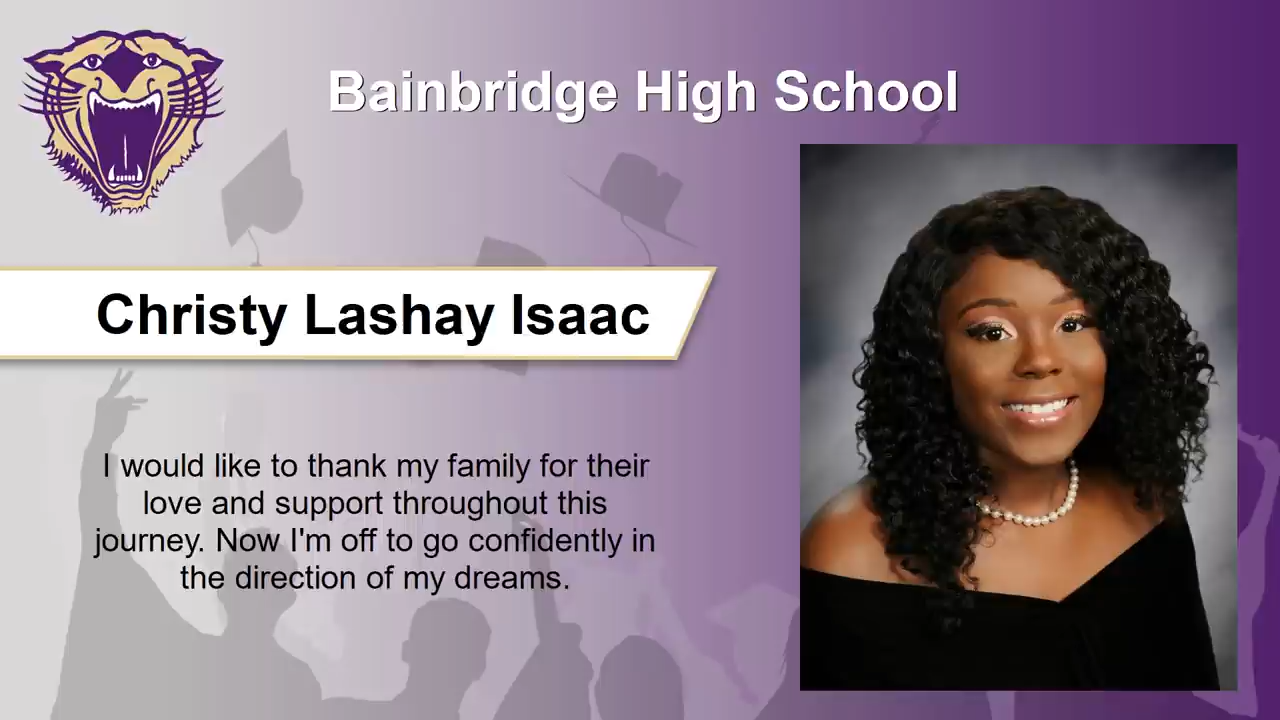 Bainbridge High School
Christy Lashay Isaac
I would like to thank my family for their
love and support throughout this
journey. Now I'm off to go confidently in
the direction of my dreams.